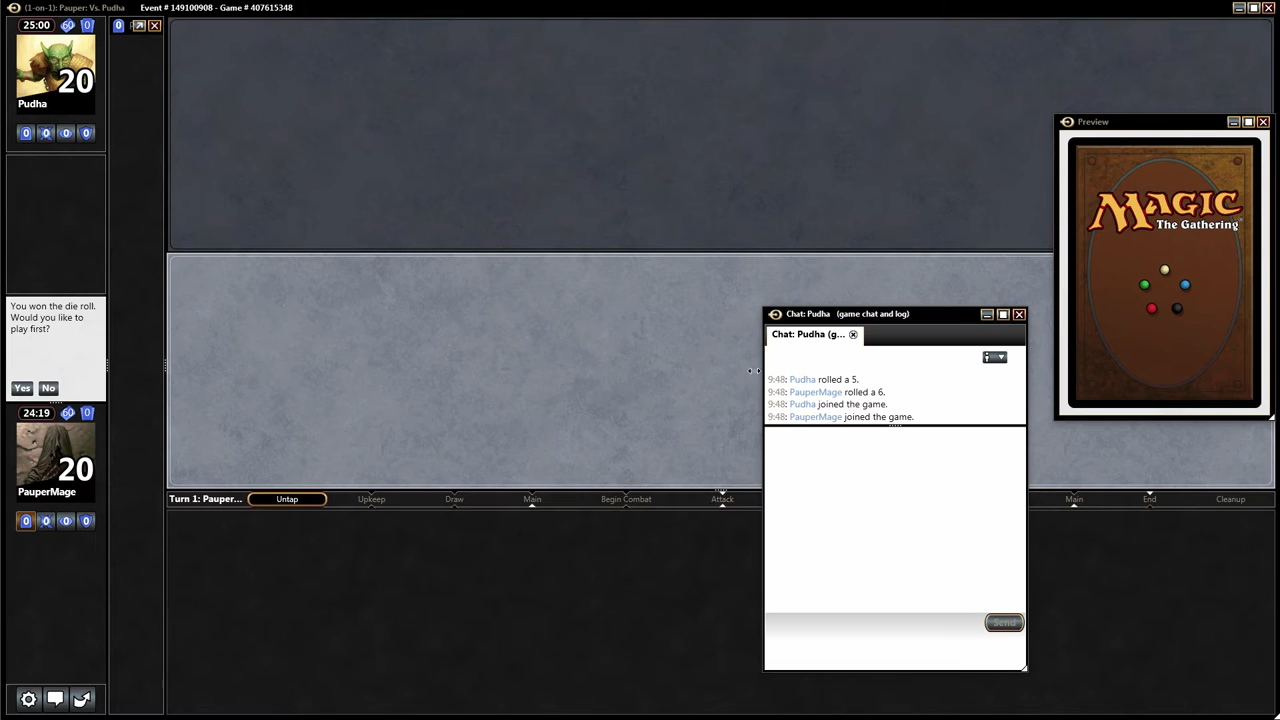 (1-on-1): Pauper: Vs. Pudha Event # 149100908 - Game # 407615348
25:00 60 0
0
20
Pudha
0 0 0 0
Preview
MAGIC
The Gathering
You won the die roll.
Would you like to
play first?
Yes No
Chat: Pudha (game chat and log)
Chat: Pudha (g...
9:48: Pudha rolled a 5.
9:48: PauperMage rolled a 6.
9:48: Pudha joined the game.
9:48: PauperMage joined the game.
24:19 60 0
20
PauperMage
0 0 0 0
Turn 1: Pauper... Untap Upkeep Draw Main Begin Combat Attack Main End Cleanup
Send